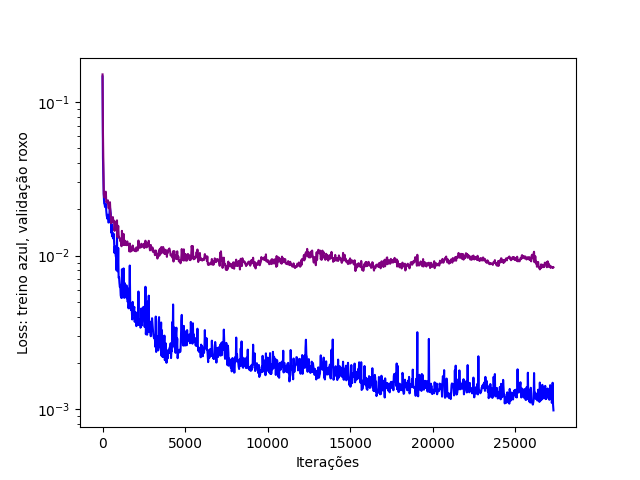 Loss: treino azul, validação roxo
10⁻¹
10⁻²
10⁻³
0 5000 10000 15000 20000 25000
Iterações